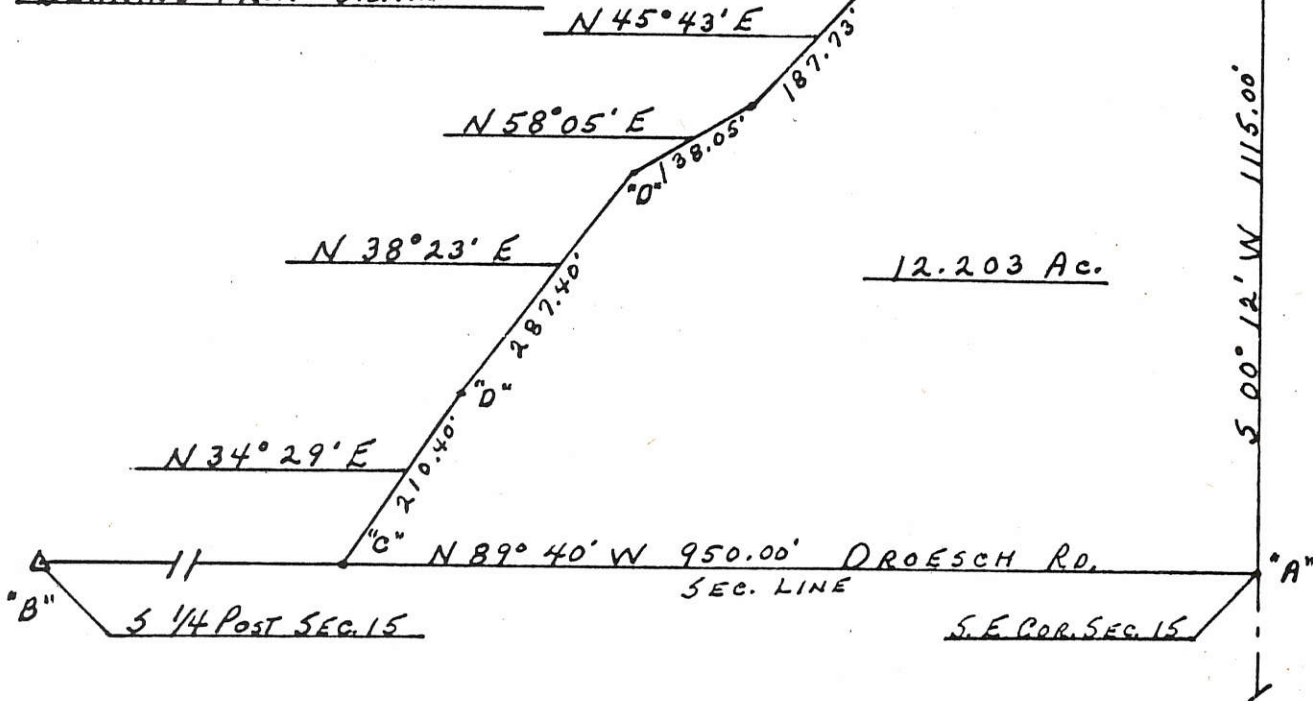 N 45° 43' E
187.73'
N 58° 05' E
138.05'
"D"
S 00° 12' W 1115.00'
N 38° 23' E
287.40'
12.203 Ac.
"D"
N 34° 29' E
210.40'
"C"
N 89° 40' W 950.00' DROESCH RD.
SEC. LINE
"A"
"B"
S 1/4 POST SEC. 15
S. E COR. SEC. 15